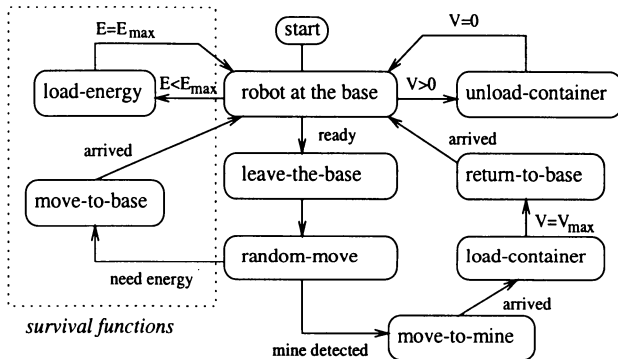 start
E=Emax
V=0
load-energy
E<Emax
robot at the base
V>0
unload-container
arrived
ready
arrived
move-to-base
leave-the-base
return-to-base
V=Vmax
need energy
random-move
load-container
arrived
survival functions
mine detected
move-to-mine